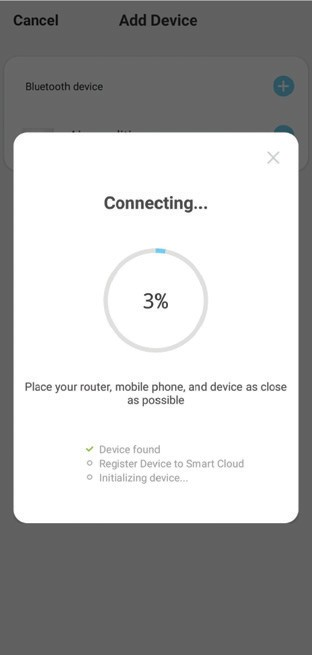 Cancel
Add Device
Bluetooth device
Connecting...
3%
Place your router, mobile phone, and device as close
as possible
Device found
Register Device to Smart Cloud
Initializing device...